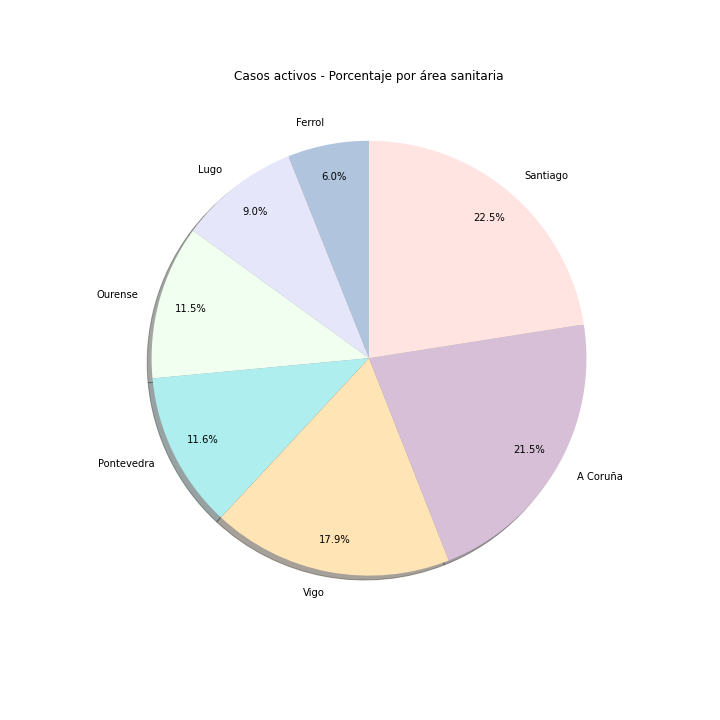 Casos activos - Porcentaje por área sanitaria
Ferrol
6.0%
Lugo
9.0%
Ourense
11.5%
Pontevedra
11.6%
Vigo
17.9%
A Coruña
21.5%
Santiago
22.5%